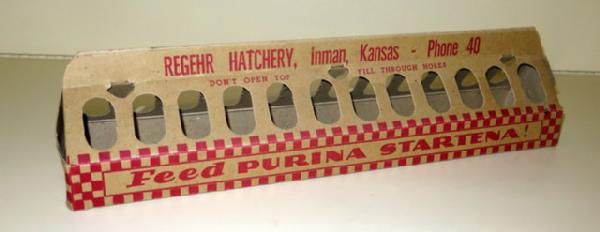 REGEHR HATCHERY, Inman, Kansas - Phone 40
DON'T OPEN TOP FILL THROUGH HOLES
Feed PURINA STARTENA!